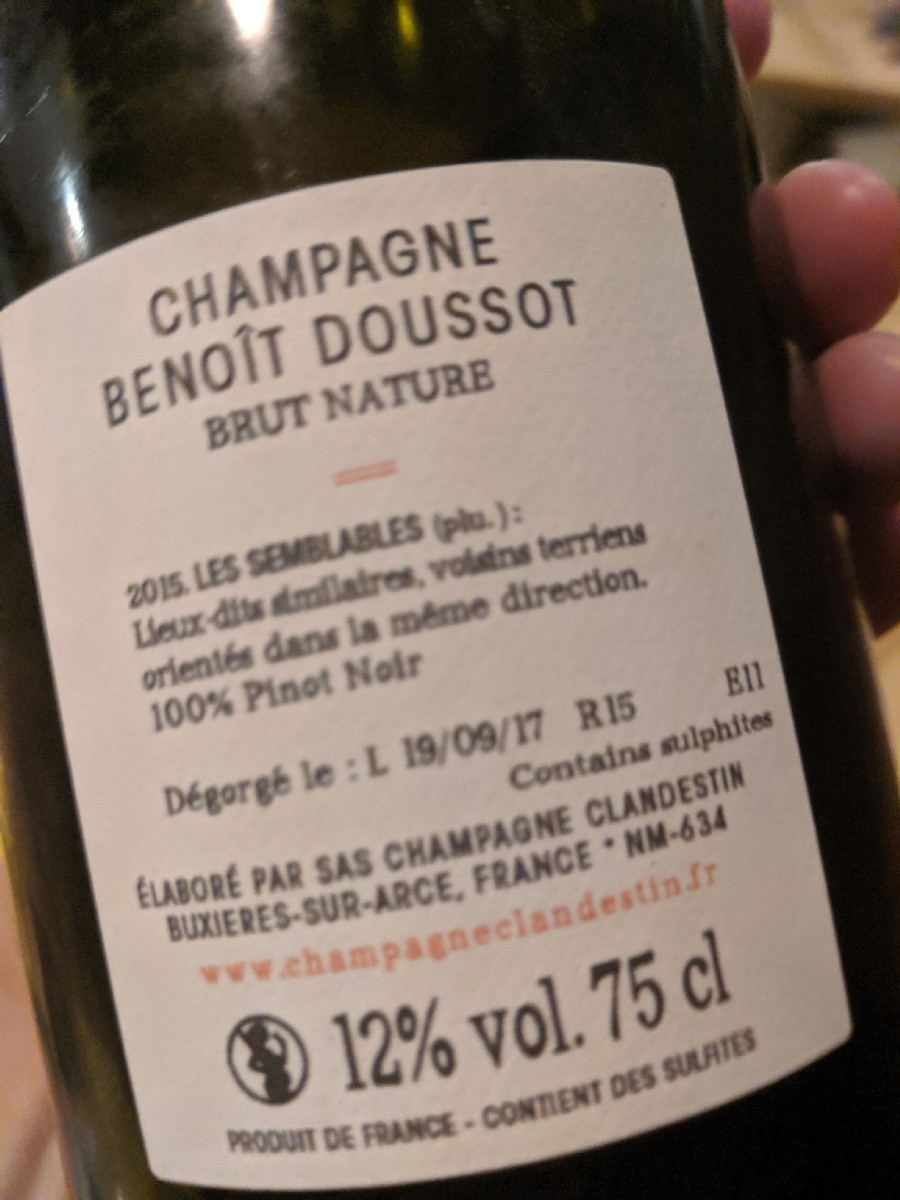 CHAMPAGNE
BENOÎT DOUSSOT
BRUT NATURE
2015. LES SEMBLABLES (plu.) :
Lieux-dits similaires, voisins terriens
orientés dans la même direction.
100% Pinot Noir
E11
Dégorgé le : L 19/09/17 R15
Contains sulphites
ÉLABORÉ PAR SAS CHAMPAGNE CLANDESTIN
BUXIERES-SUR-ARCE, FRANCE * NM-634
www.champagneclandestin.fr
12% vol. 75 cl
PRODUIT DE FRANCE - CONTIENT DES SULFITES